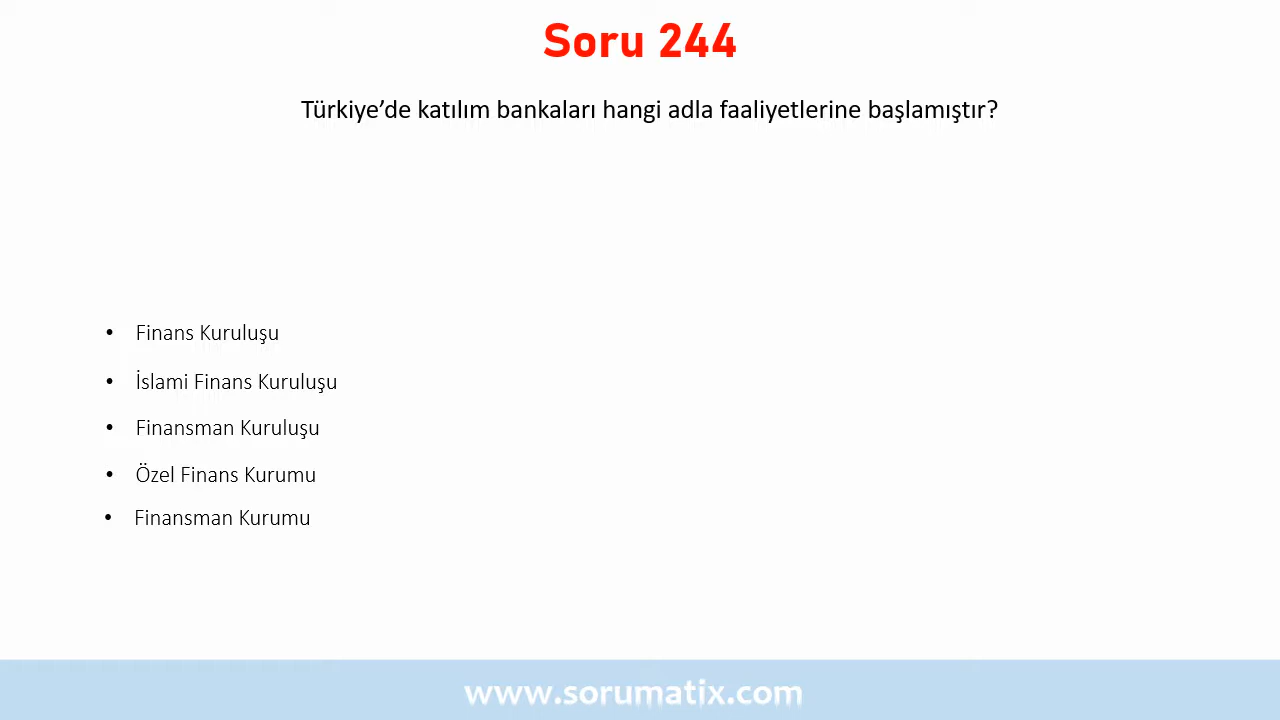 Soru 244
Türkiye’de katılım bankaları hangi adla faaliyetlerine başlamıştır?
• Finans Kuruluşu
• İslami Finans Kuruluşu
• Finansman Kuruluşu
• Özel Finans Kurumu
• Finansman Kurumu
www.sorumatix.com